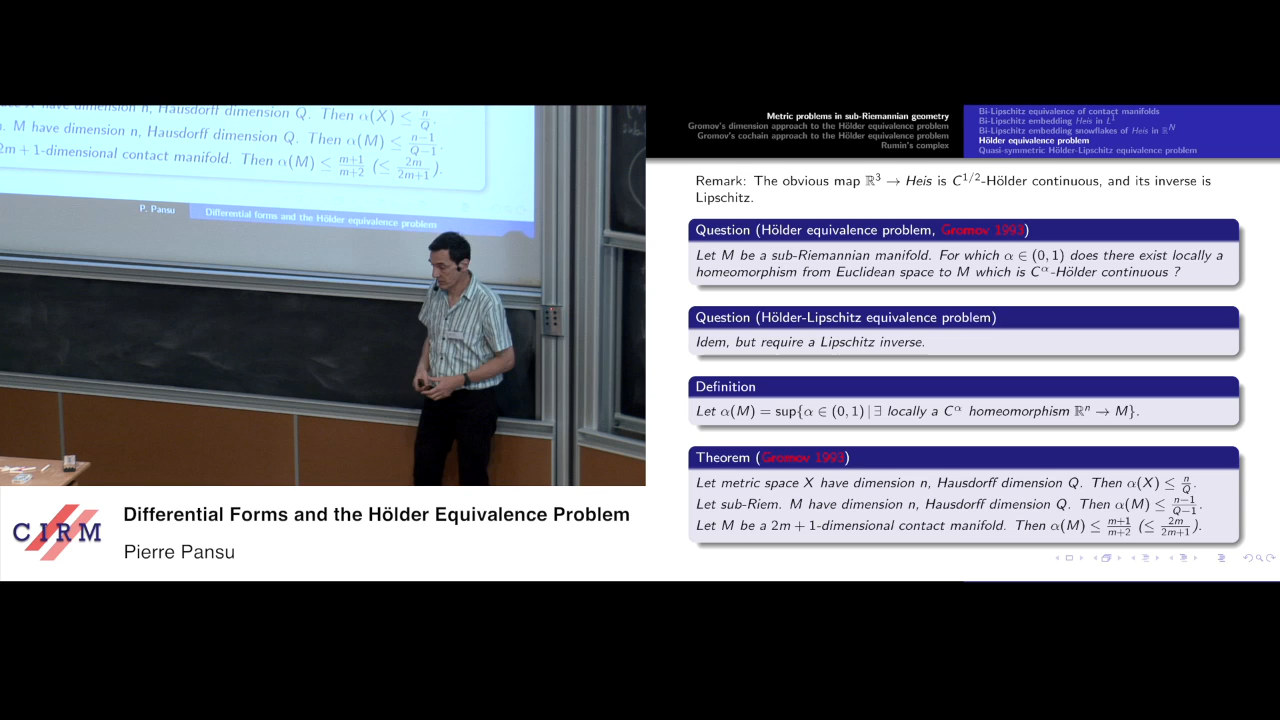 have dimension n, Hausdorff dimension Q. Then α(X) ≤ n/Q.
n. M have dimension n, Hausdorff dimension Q. Then α(M) ≤ n−1/Q−1.
2m + 1-dimensional contact manifold. Then α(M) ≤ m+1/m+2 (≤ 2m/2m+1).
P. Pansu Differential forms and the Hölder equivalence problem
CIRM
Differential Forms and the Hölder Equivalence Problem
Pierre Pansu
Metric problems in sub-Riemannian geometry
Gromov's dimension approach to the Hölder equivalence problem
Gromov's cochain approach to the Hölder equivalence problem
Rumin's complex
Bi-Lipschitz equivalence of contact manifolds
Bi-Lipschitz embedding Heis in L¹
Bi-Lipschitz embedding snowflakes of Heis in ℝᴺ
Hölder equivalence problem
Quasi-symmetric Hölder-Lipschitz equivalence problem
Remark: The obvious map ℝ³ → Heis is C^1/2-Hölder continuous, and its inverse is
Lipschitz.
Question (Hölder equivalence problem, Gromov 1993)
Let M be a sub-Riemannian manifold. For which α ∈ (0, 1) does there exist locally a
homeomorphism from Euclidean space to M which is Cᵅ-Hölder continuous ?
Question (Hölder-Lipschitz equivalence problem)
Idem, but require a Lipschitz inverse.
Definition
Let α(M) = sup{α ∈ (0, 1) | ∃ locally a Cᵅ homeomorphism ℝⁿ → M}.
Theorem (Gromov 1993)
Let metric space X have dimension n, Hausdorff dimension Q. Then α(X) ≤ n/Q.
Let sub-Riem. M have dimension n, Hausdorff dimension Q. Then α(M) ≤ n−1/Q−1.
Let M be a 2m + 1-dimensional contact manifold. Then α(M) ≤ m+1/m+2 (≤ 2m/2m+1).